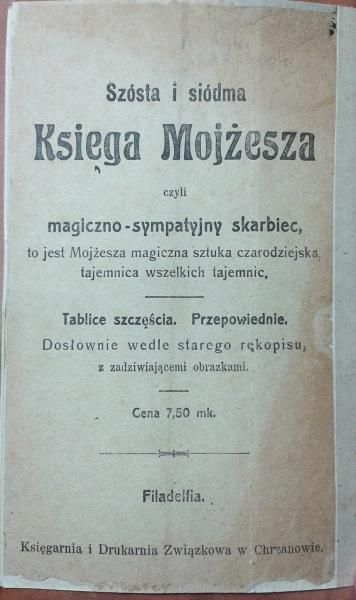 Szósta i siódma
Księga Mojżesza
czyli
magiczno-sympatyjny skarbiec,
to jest Mojżesza magiczna sztuka czarodziejska,
tajemnica wszelkich tajemnic.
Tablice szczęścia. Przepowiednie.
Dosłownie wedle starego rękopisu,
z zadziwiającemi obrazkami.
Cena 7,50 mk.
Filadelfia.
Księgarnia i Drukarnia Związkowa w Chrzanowie.